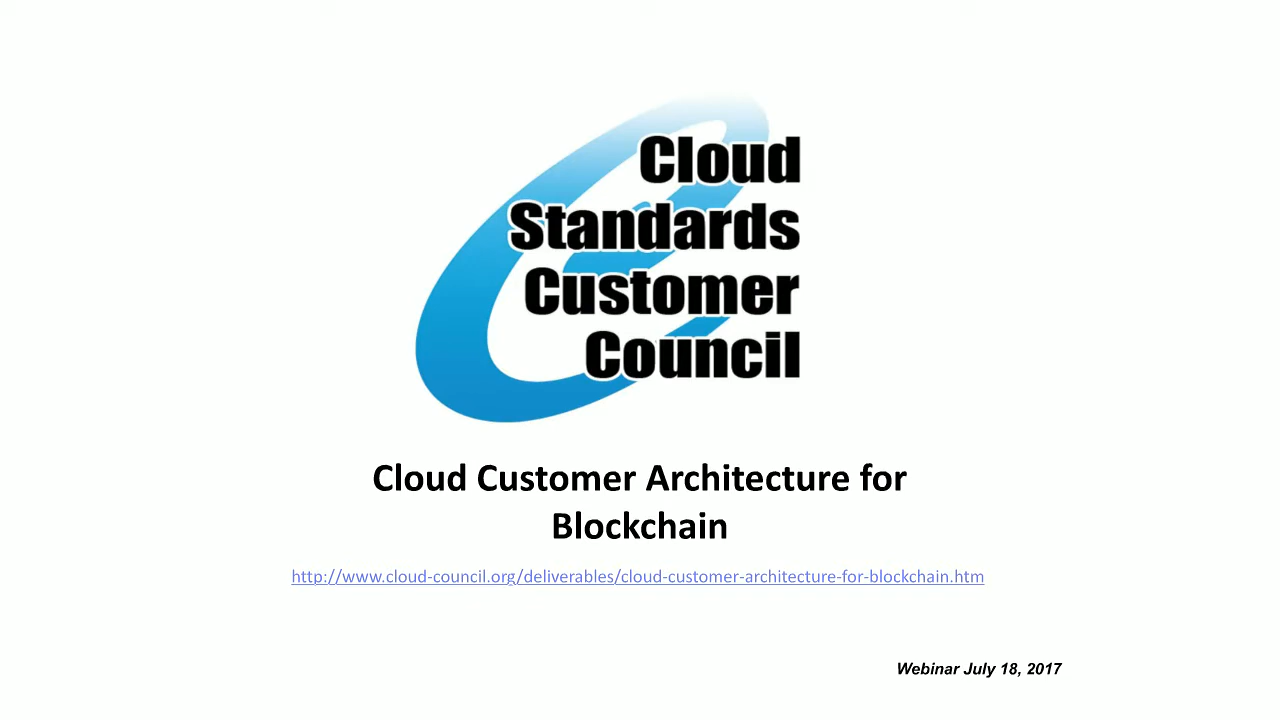 Cloud
Standards
Customer
Council
Cloud Customer Architecture for
Blockchain
http://www.cloud-council.org/deliverables/cloud-customer-architecture-for-blockchain.htm
Webinar July 18, 2017